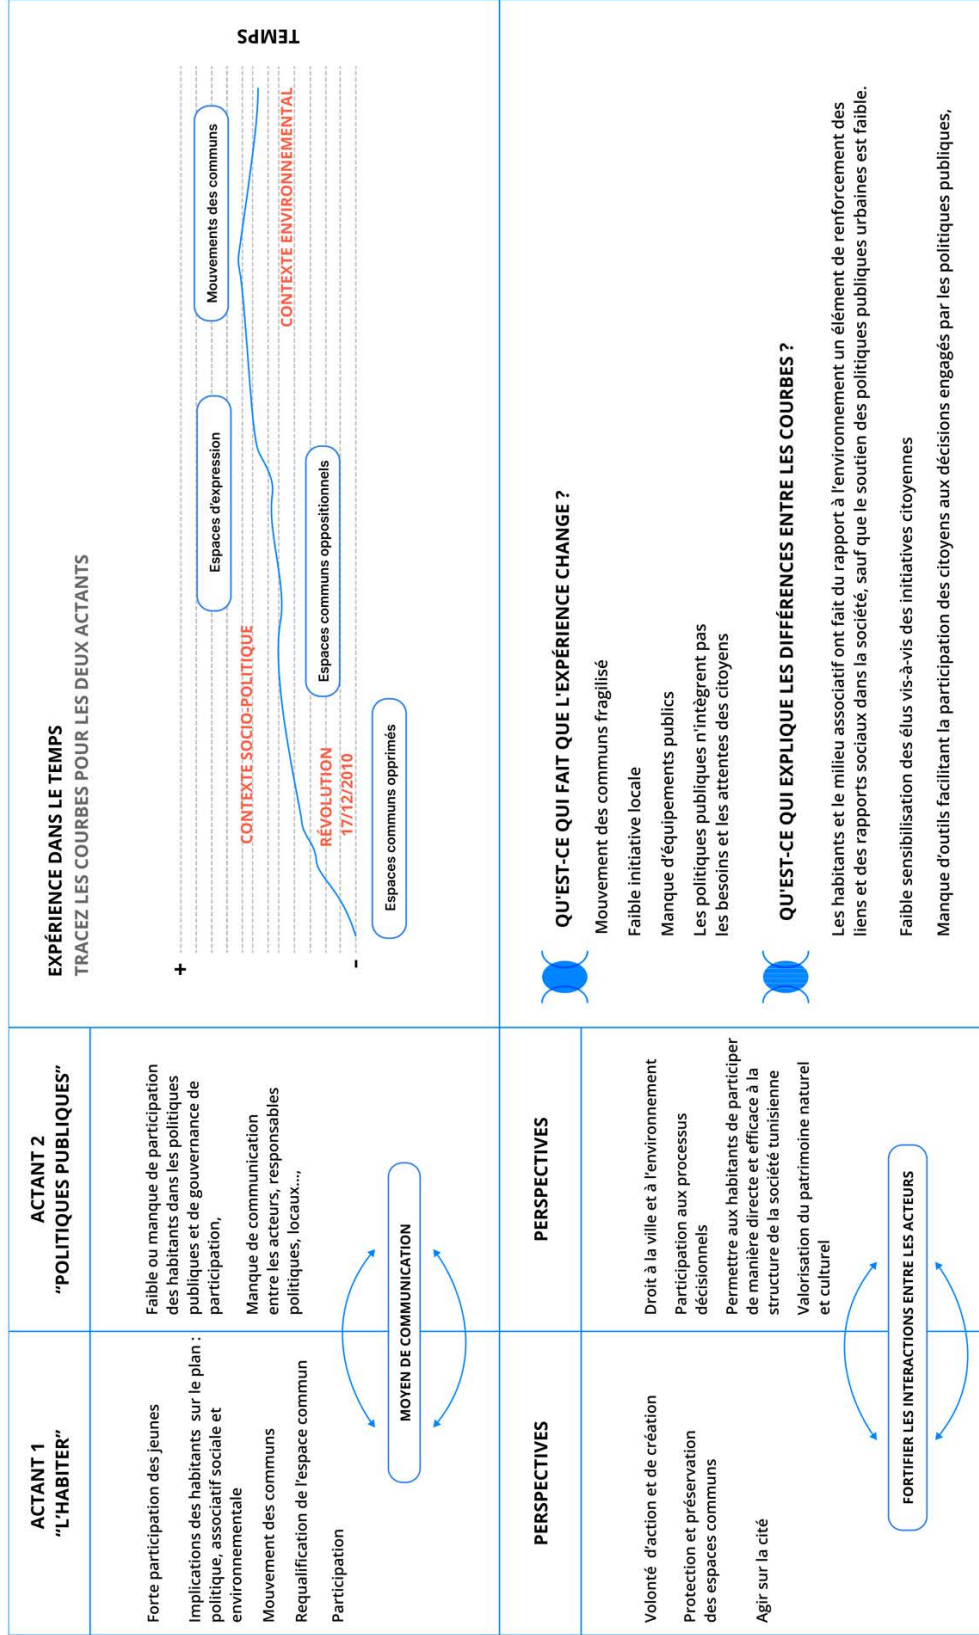 ACTANT 1
“L’HABITER”
Forte participation des jeunes
Implications des habitants sur le plan :
politique, associatif sociale et
environnementale
Mouvement des communs
Requalification de l’espace commun
Participation
ACTANT 2
“POLITIQUES PUBLIQUES”
Faible ou manque de participation
des habitants dans les politiques
publiques et de gouvernance de
participation,
Manque de communication
entre les acteurs, responsables
politiques, locaux...,
MOYEN DE COMMUNICATION
EXPÉRIENCE DANS LE TEMPS
TRACEZ LES COURBES POUR LES DEUX ACTANTS
+
-
TEMPS
CONTEXTE SOCIO-POLITIQUE
Espaces d’expression
Mouvements des communs
CONTEXTE ENVIRONNEMENTAL
RÉVOLUTION
17/12/2010
Espaces communs oppositionnels
Espaces communs opprimés
PERSPECTIVES
Volonté d’action et de création
Protection et préservation
des espaces communs
Agir sur la cité
PERSPECTIVES
Droit à la ville et à l’environnement
Participation aux processus
décisionnels
Permettre aux habitants de participer
de manière directe et efficace à la
structure de la société tunisienne
Valorisation du patrimoine naturel
et culturel
FORTIFIER LES INTERACTIONS ENTRE LES ACTEURS
QU'EST-CE QUI FAIT QUE L'EXPÉRIENCE CHANGE ?
Mouvement des communs fragilisé
Faible initiative locale
Manque d’équipements publics
Les politiques publiques n'intègrent pas
les besoins et les attentes des citoyens
QU'EST-CE QUI EXPLIQUE LES DIFFÉRENCES ENTRE LES COURBES ?
Les habitants et le milieu associatif ont fait du rapport à l’environnement un élément de renforcement des
liens et des rapports sociaux dans la société, sauf que le soutien des politiques publiques urbaines est faible.
Faible sensibilisation des élus vis-à-vis des initiatives citoyennes
Manque d’outils facilitant la participation des citoyens aux décisions engagés par les politiques publiques,